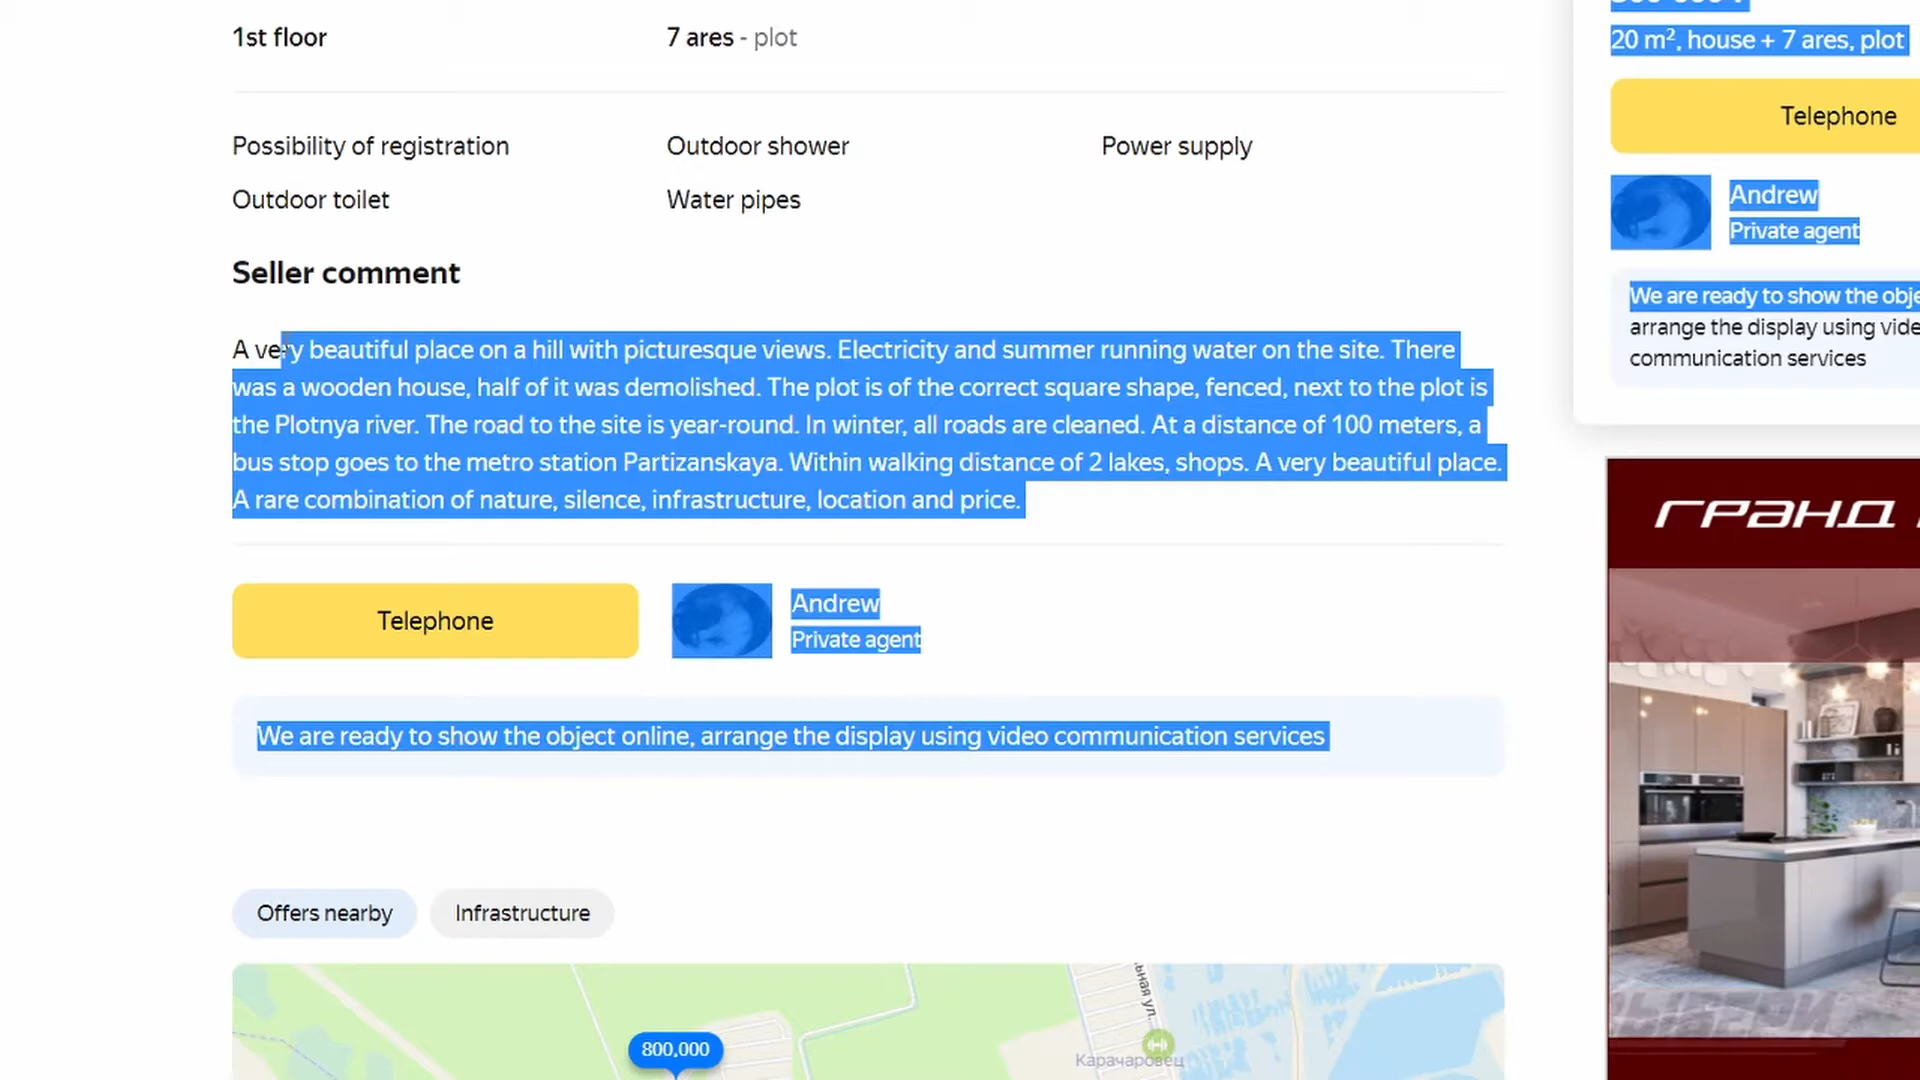 1st floor
7 ares - plot
Possibility of registration
Outdoor shower
Power supply
Outdoor toilet
Water pipes
Seller comment
A very beautiful place on a hill with picturesque views. Electricity and summer running water on the site. There
was a wooden house, half of it was demolished. The plot is of the correct square shape, fenced, next to the plot is
the Plotnya river. The road to the site is year-round. In winter, all roads are cleaned. At a distance of 100 meters, a
bus stop goes to the metro station Partizanskaya. Within walking distance of 2 lakes, shops. A very beautiful place.
A rare combination of nature, silence, infrastructure, location and price.
Telephone
Andrew
Private agent
We are ready to show the object online, arrange the display using video communication services
Offers nearby
Infrastructure
800,000
ьная ул.
Карачаровец
20 m², house + 7 ares, plot
Telephone
Andrew
Private agent
We are ready to show the obje
arrange the display using vide
communication services
ГРАНД